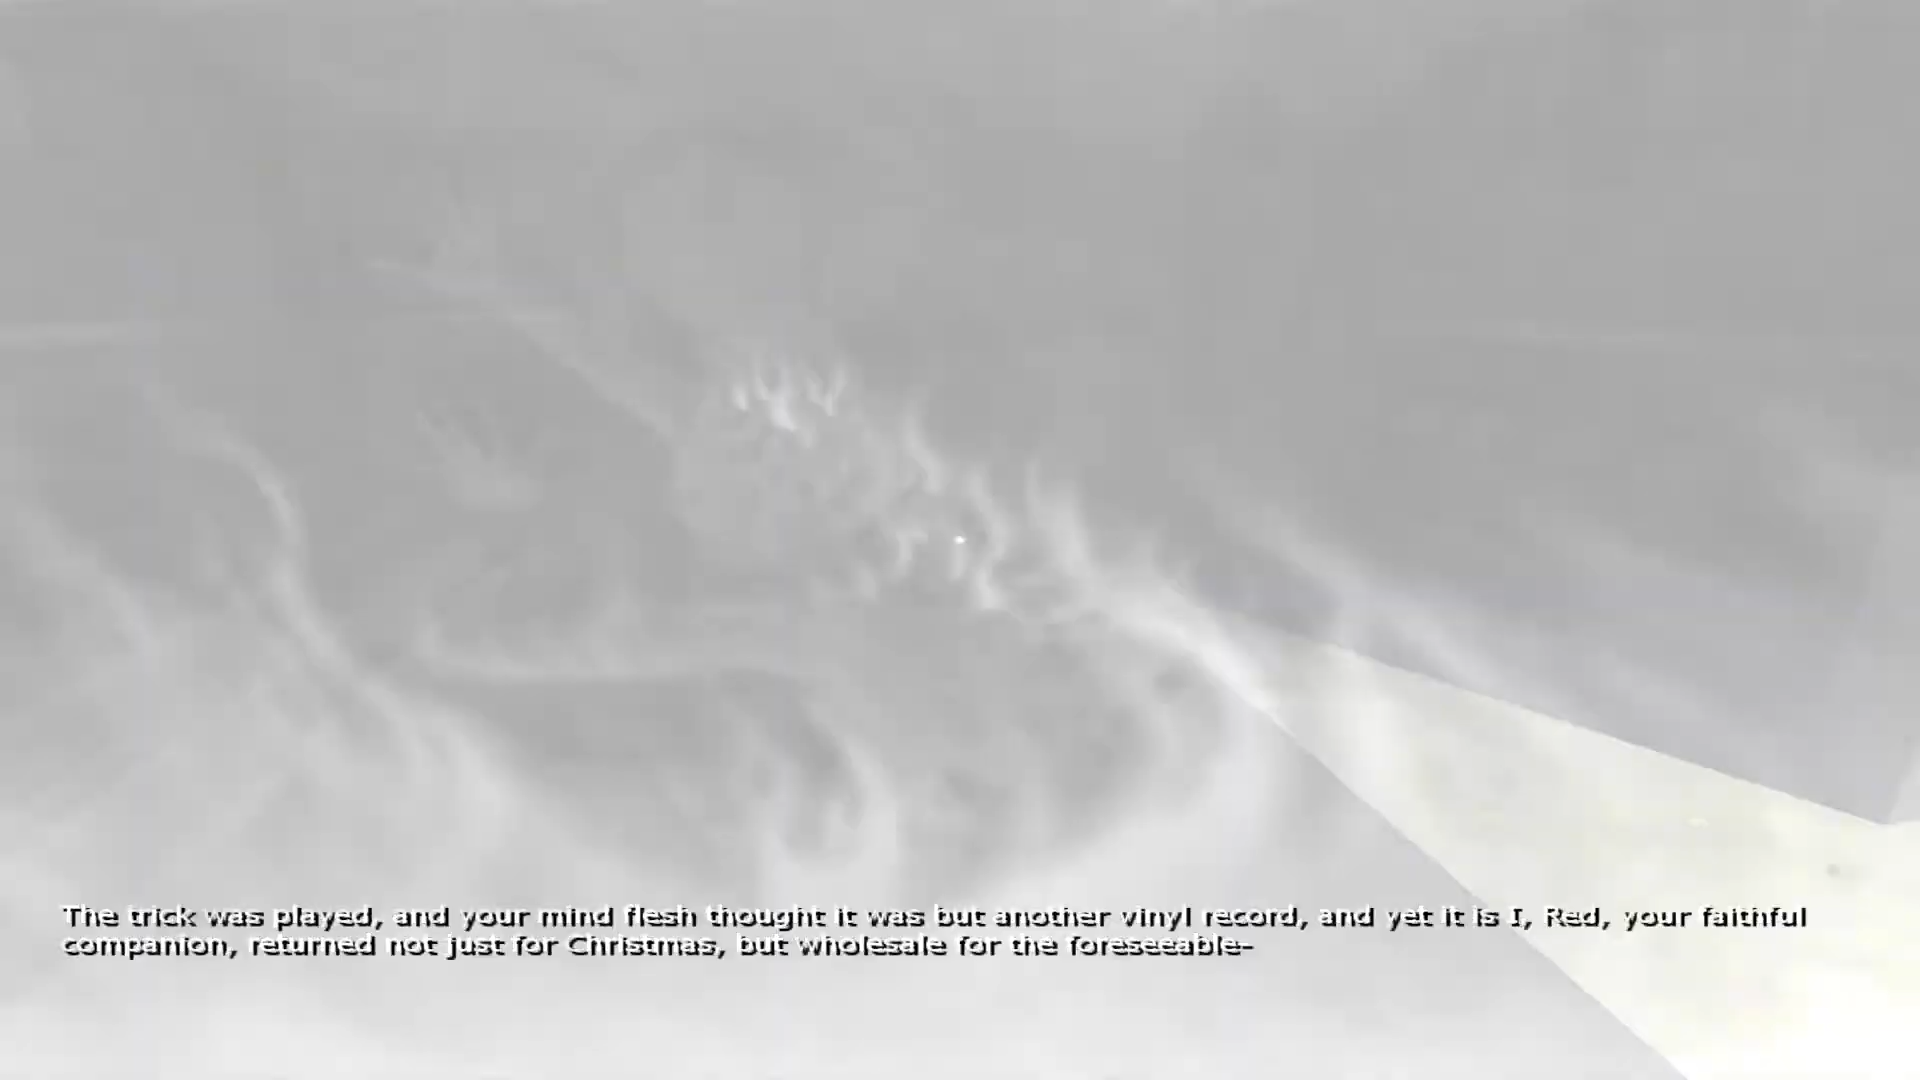 The trick was played, and your mind flesh thought it was but another vinyl record, and yet it is I, Red, your faithful
companion, returned not just for Christmas, but wholesale for the foreseeable-